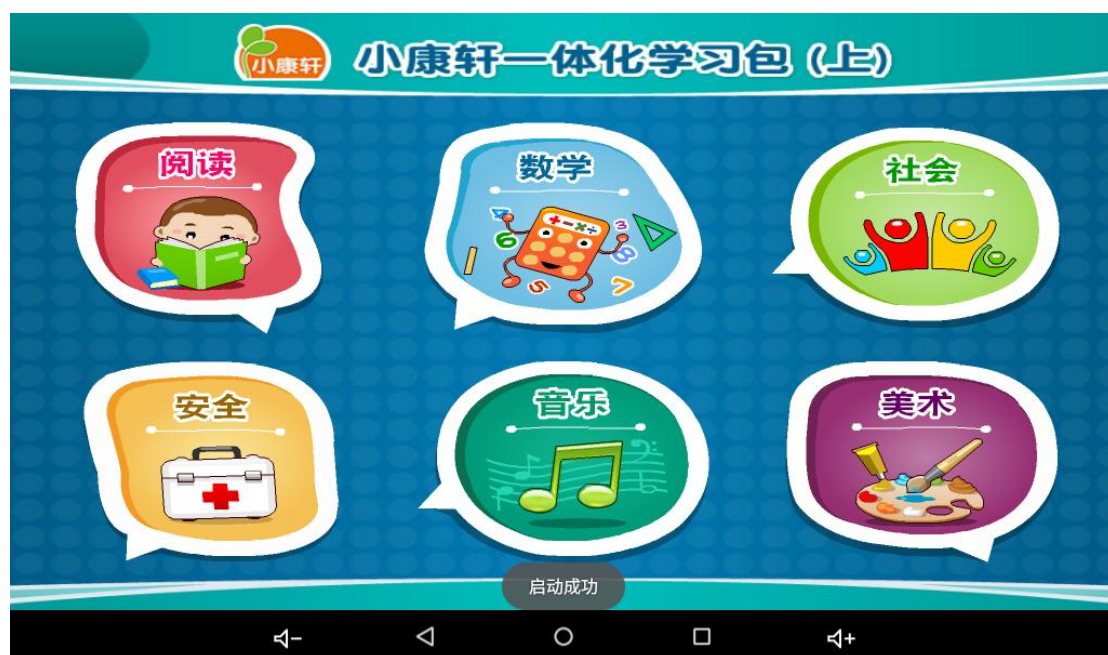 小康轩
小康轩一体化学习包（上）
阅读
数学
社会
安全
音乐
美术
启动成功